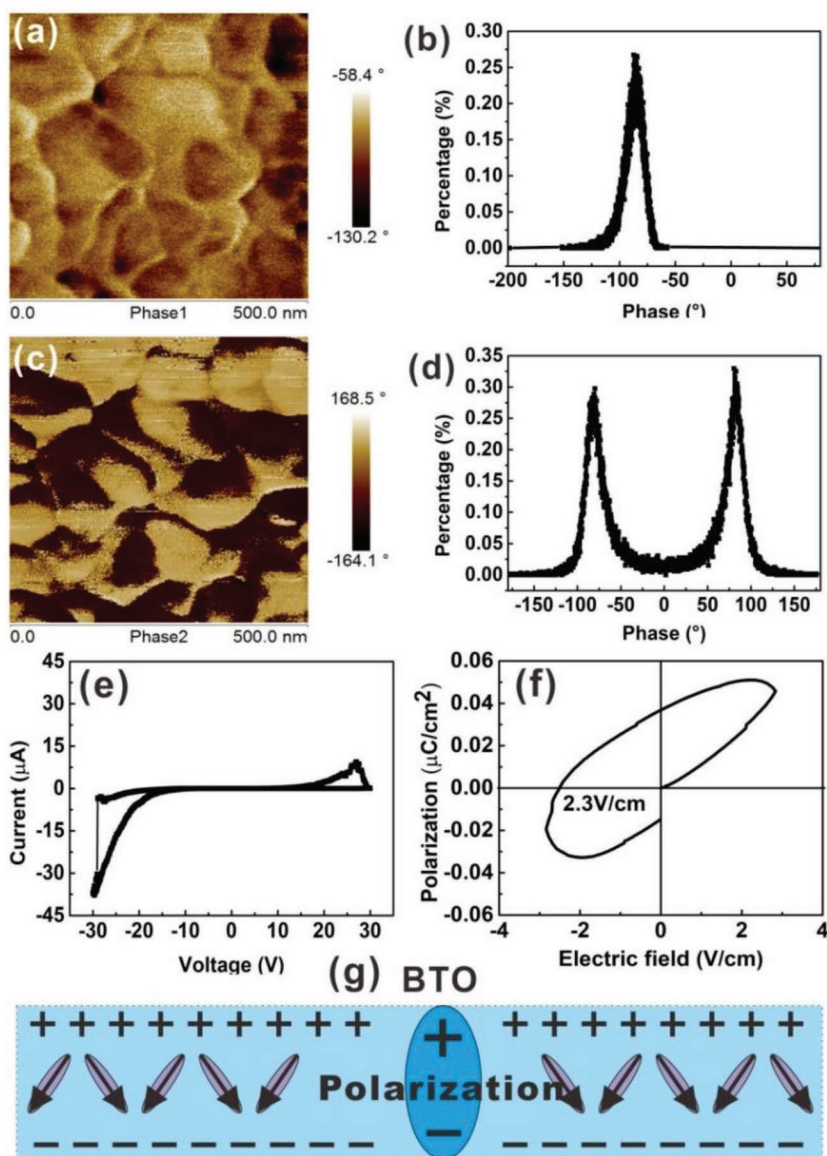 (a)
-58.4 °
-130.2 °
0.0 Phase1 500.0 nm
(b)
0.30
0.25
0.20
0.15
0.10
0.05
0.00
Percentage (%)
-200 -150 -100 -50 0 50
Phase (°)
(c)
168.5 °
-164.1 °
0.0 Phase2 500.0 nm
(d)
0.35
0.30
0.25
0.20
0.15
0.10
0.05
0.00
Percentage (%)
-150 -100 -50 0 50 100 150
Phase (°)
(e)
45
30
15
0
-15
-30
-45
Current (μA)
-30 -20 -10 0 10 20 30
Voltage (V)
(f)
0.06
0.04
0.02
0.00
-0.02
-0.04
-0.06
Polarization (μC/cm²)
2.3V/cm
-4 -2 0 2 4
Electric field (V/cm)
(g) BTO
+ + + + + + + + + + + + + + + + + +
Polarization
− − − − − − − − − − − − − − − − − −